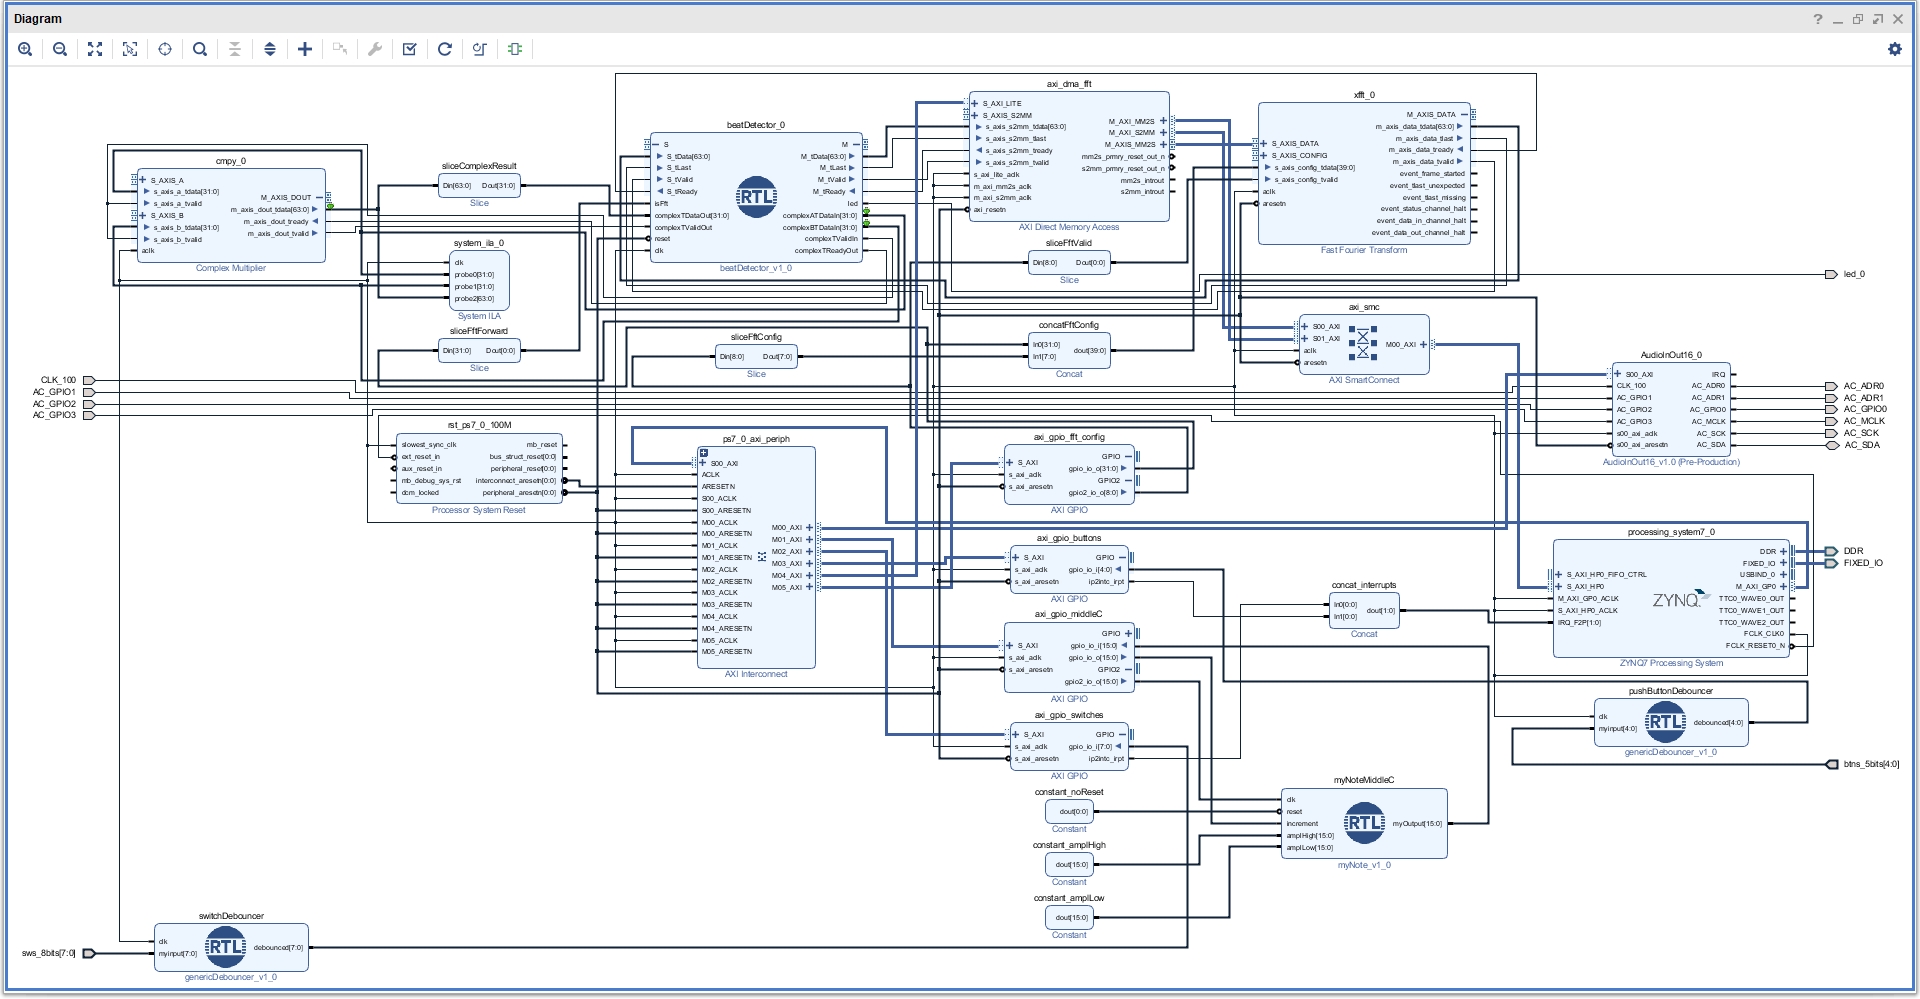 Diagram
axi_dma_fft
S_AXI_LITE
S_AXIS_S2MM
s_axis_s2mm_tdata[63:0]
s_axis_s2mm_tlast
s_axis_s2mm_tready
s_axis_s2mm_tvalid
s_axi_lite_aclk
m_axi_mm2s_aclk
m_axi_s2mm_aclk
axi_resetn
M_AXI_MM2S
M_AXI_S2MM
M_AXIS_MM2S
mm2s_prmry_reset_out_n
s2mm_prmry_reset_out_n
mm2s_introut
s2mm_introut
AXI Direct Memory Access
xfft_0
S_AXIS_DATA
S_AXIS_CONFIG
s_axis_config_tdata[39:0]
s_axis_config_tvalid
aclk
aresetn
M_AXIS_DATA
m_axis_data_tdata[63:0]
m_axis_data_tlast
m_axis_data_tready
m_axis_data_tvalid
event_frame_started
event_tlast_unexpected
event_tlast_missing
event_status_channel_halt
event_data_in_channel_halt
event_data_out_channel_halt
Fast Fourier Transform
beatDetector_0
S
S_tData[63:0]
S_tLast
S_tValid
S_tReady
isFft
complexTDataOut[31:0]
complexTValidOut
reset
clk
M
M_tData[63:0]
M_tLast
M_tValid
M_tReady
led
complexATDataIn[31:0]
complexBTDataIn[31:0]
complexTValidIn
complexTReadyOut
RTL
beatDetector_v1_0
cmpy_0
S_AXIS_A
s_axis_a_tdata[31:0]
s_axis_a_tvalid
S_AXIS_B
s_axis_b_tdata[31:0]
s_axis_b_tvalid
aclk
M_AXIS_DOUT
m_axis_dout_tdata[63:0]
m_axis_dout_tready
m_axis_dout_tvalid
Complex Multiplier
sliceComplexResult
Din[63:0]
Dout[31:0]
Slice
system_ila_0
clk
probe0[31:0]
probe1[31:0]
probe2[63:0]
System ILA
sliceFftForward
Din[31:0]
Dout[0:0]
Slice
sliceFftValid
Din[8:0]
Dout[0:0]
Slice
led_0
sliceFftConfig
Din[8:0]
Dout[7:0]
Slice
concatFftConfig
In0[31:0]
In1[7:0]
dout[39:0]
Concat
axi_smc
S00_AXI
S01_AXI
aclk
aresetn
M00_AXI
AXI SmartConnect
AudioInOut16_0
S00_AXI
CLK_100
AC_GPIO1
AC_GPIO2
AC_GPIO3
s00_axi_aclk
s00_axi_aresetn
IRQ
AC_ADR0
AC_ADR1
AC_GPIO0
AC_MCLK
AC_SCK
AC_SDA
AudioInOut16_v1.0 (Pre-Production)
AC_ADR0
AC_ADR1
AC_GPIO0
AC_MCLK
AC_SCK
AC_SDA
CLK_100
AC_GPIO1
AC_GPIO2
AC_GPIO3
rst_ps7_0_100M
slowest_sync_clk
ext_reset_in
aux_reset_in
mb_debug_sys_rst
dcm_locked
mb_reset
bus_struct_reset[0:0]
peripheral_reset[0:0]
interconnect_aresetn[0:0]
peripheral_aresetn[0:0]
Processor System Reset
ps7_0_axi_periph
S00_AXI
ACLK
ARESETN
S00_ACLK
S00_ARESETN
M00_ACLK
M00_ARESETN
M01_ACLK
M01_ARESETN
M02_ACLK
M02_ARESETN
M03_ACLK
M03_ARESETN
M04_ACLK
M04_ARESETN
M05_ACLK
M05_ARESETN
M00_AXI
M01_AXI
M02_AXI
M03_AXI
M04_AXI
M05_AXI
AXI Interconnect
axi_gpio_fft_config
S_AXI
s_axi_aclk
s_axi_aresetn
GPIO
gpio_io_o[31:0]
GPIO2
gpio2_io_o[8:0]
AXI GPIO
axi_gpio_buttons
S_AXI
s_axi_aclk
s_axi_aresetn
GPIO
gpio_io_i[4:0]
ip2intc_irpt
AXI GPIO
axi_gpio_middleC
S_AXI
s_axi_aclk
s_axi_aresetn
GPIO
gpio_io_i[15:0]
gpio_io_o[15:0]
GPIO2
gpio2_io_o[15:0]
AXI GPIO
axi_gpio_switches
S_AXI
s_axi_aclk
s_axi_aresetn
GPIO
gpio_io_i[7:0]
ip2intc_irpt
AXI GPIO
concat_interrupts
In0[0:0]
In1[0:0]
dout[1:0]
Concat
processing_system7_0
S_AXI_HP0_FIFO_CTRL
S_AXI_HP0
M_AXI_GP0_ACLK
S_AXI_HP0_ACLK
IRQ_F2P[1:0]
ZYNQ
DDR
FIXED_IO
USBIND_0
M_AXI_GP0
TTC0_WAVE0_OUT
TTC0_WAVE1_OUT
TTC0_WAVE2_OUT
FCLK_CLK0
FCLK_RESET0_N
ZYNQ7 Processing System
DDR
FIXED_IO
pushButtonDebouncer
clk
myinput[4:0]
RTL
debounced[4:0]
genericDebouncer_v1_0
btns_5bits[4:0]
constant_noReset
dout[0:0]
Constant
constant_amplHigh
dout[15:0]
Constant
constant_amplLow
dout[15:0]
Constant
myNoteMiddleC
clk
reset
increment
amplHigh[15:0]
amplLow[15:0]
RTL
myOutput[15:0]
myNote_v1_0
switchDebouncer
sws_8bits[7:0]
clk
myinput[7:0]
RTL
debounced[7:0]
genericDebouncer_v1_0